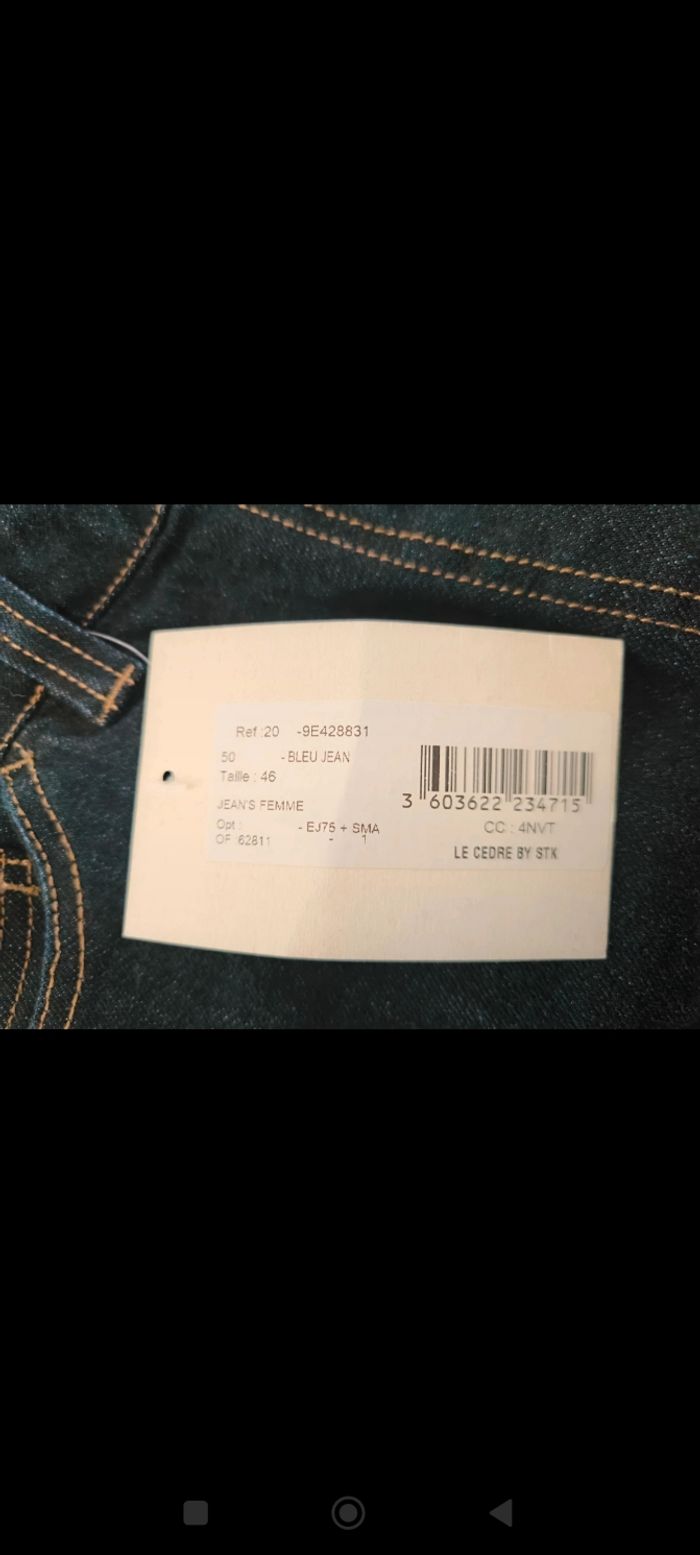 Ref :20 -9E428831
50 - BLEU JEAN
Taille : 46
JEAN'S FEMME
Opt : - EJ75 + SMA
OF :62811 - 1
3 603622 234715
CC : 4NVT
LE CEDRE BY STK